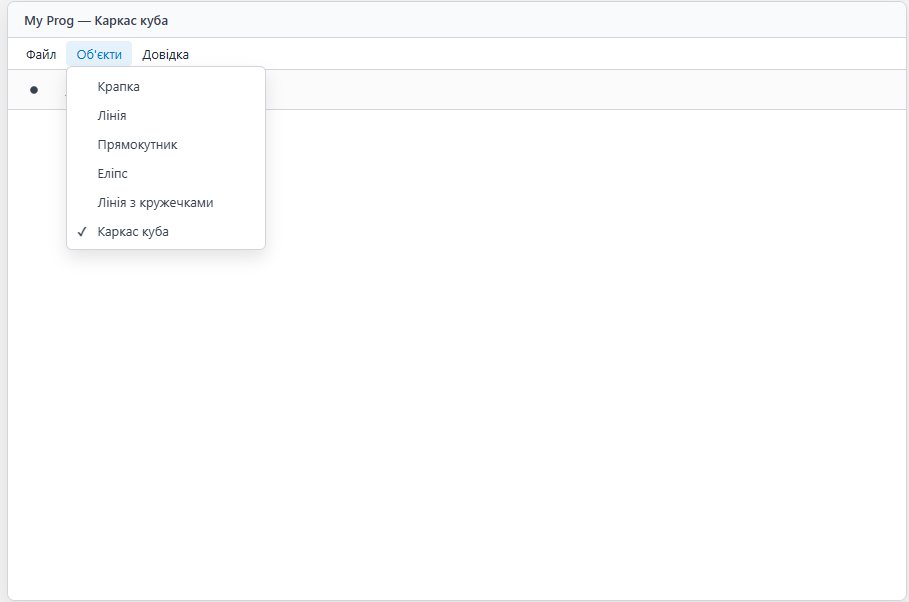 My Prog — Каркас куба
Файл Об'єкти Довідка
Крапка
Лінія
Прямокутник
Еліпс
Лінія з кружечками
✓ Каркас куба